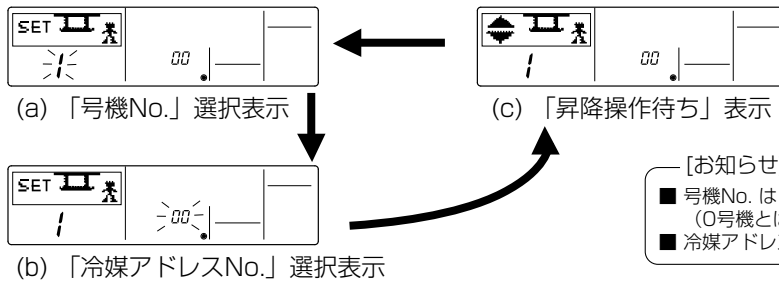 SET
1
00
(a) 「号機No.」選択表示
1
00
(c) 「昇降操作待ち」表示
SET
1
00
(b) 「冷媒アドレスNo.」選択表示
[お知らせ
■ 号機No. は
(0号機と
■ 冷媒アドレ